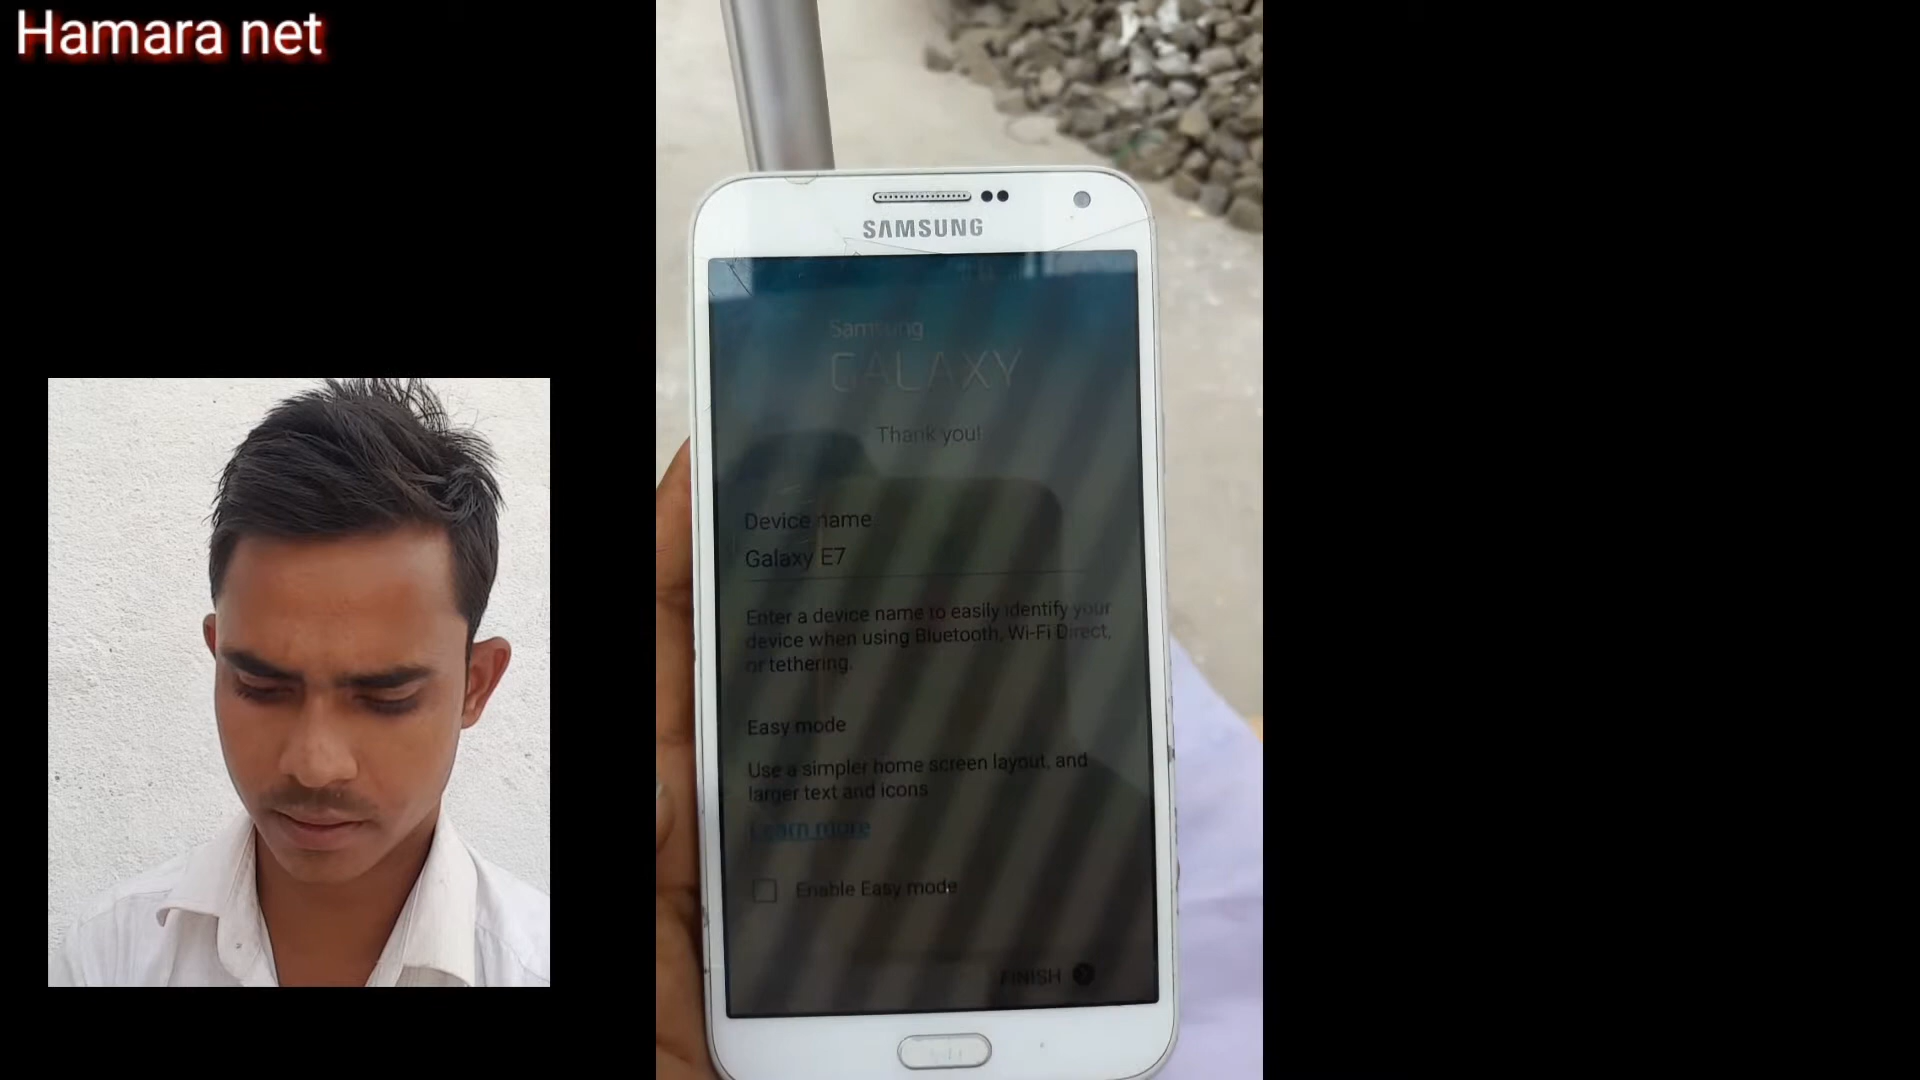 Hamara net
SAMSUNG
Samsung
GALAXY
Thank you!
Device name
Galaxy E7
Enter a device name to easily identify your
device when using Bluetooth, Wi-Fi Direct,
or tethering.
Easy mode
Use a simpler home screen layout, and
larger text and icons
Learn more
Enable Easy mode
FINISH